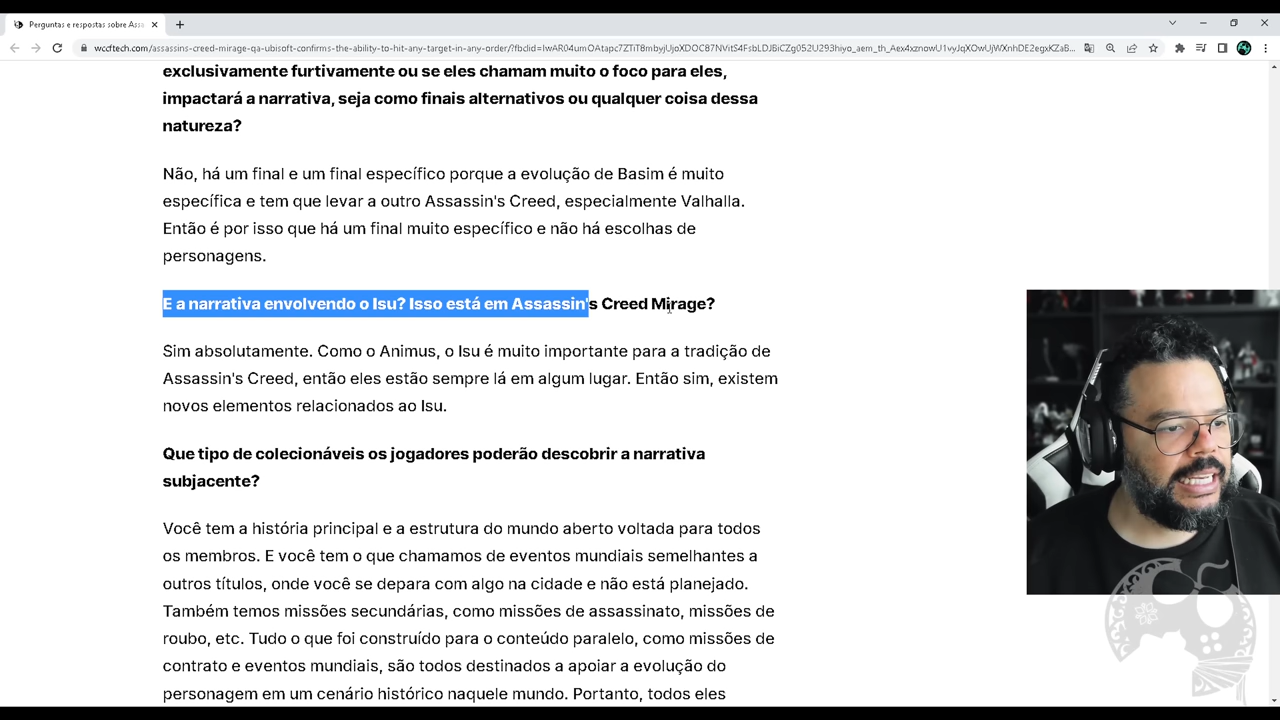 Perguntas e respostas sobre Assa
wccftech.com/assassins-creed-mirage-qa-ubisoft-confirms-the-ability-to-hit-any-target-in-any-order/?fbclid=
exclusivamente furtivamente ou se eles chamam muito o foco para eles,
impactará a narrativa, seja como finais alternativos ou qualquer coisa dessa
natureza?
Não, há um final e um final específico porque a evolução de Basim é muito
específica e tem que levar a outro Assassin's Creed, especialmente Valhalla.
Então é por isso que há um final muito específico e não há escolhas de
personagens.
E a narrativa envolvendo o Isu? Isso está em Assassin's Creed Mirage?
Sim absolutamente. Como o Animus, o Isu é muito importante para a tradição de
Assassin's Creed, então eles estão sempre lá em algum lugar. Então sim, existem
novos elementos relacionados ao Isu.
Que tipo de colecionáveis os jogadores poderão descobrir a narrativa
subjacente?
Você tem a história principal e a estrutura do mundo aberto voltada para todos
os membros. E você tem o que chamamos de eventos mundiais semelhantes a
outros títulos, onde você se depara com algo na cidade e não está planejado.
Também temos missões secundárias, como missões de assassinato, missões de
roubo, etc. Tudo o que foi construído para o conteúdo paralelo, como missões de
contrato e eventos mundiais, são todos destinados a apoiar a evolução do
personagem em um cenário histórico naquele mundo. Portanto, todos eles